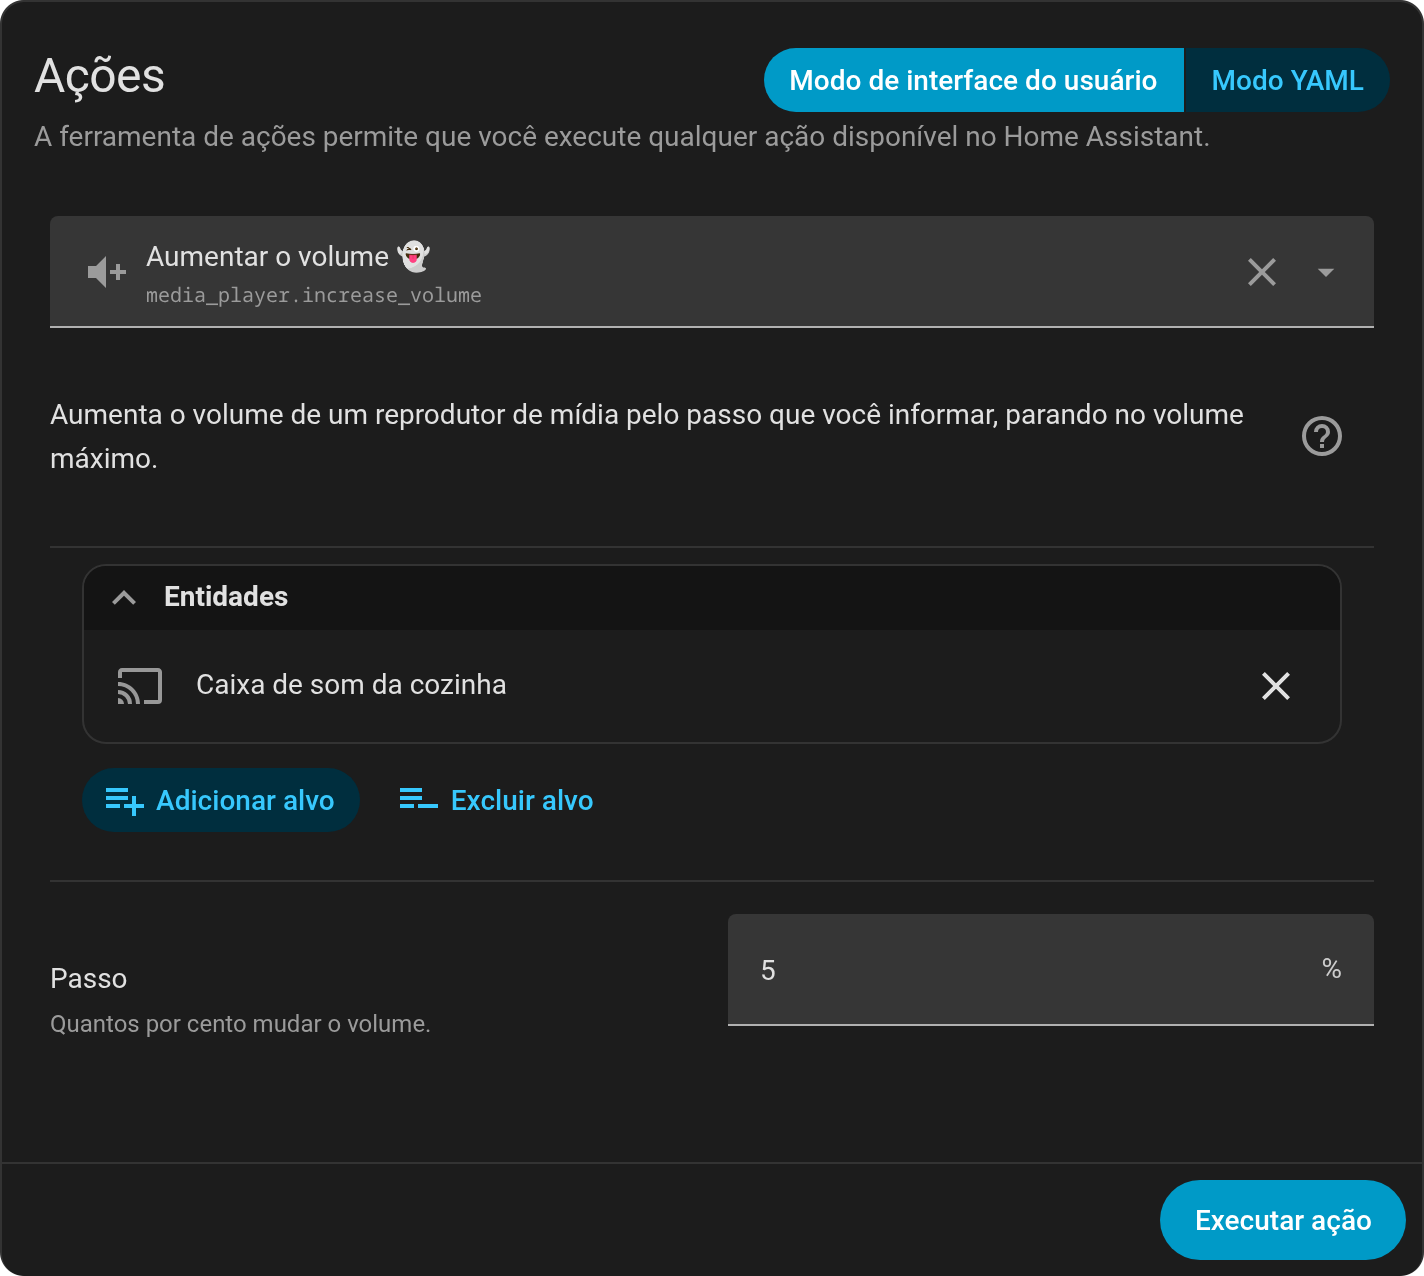 Ações
Modo de interface do usuário
Modo YAML
A ferramenta de ações permite que você execute qualquer ação disponível no Home Assistant.
Aumentar o volume 👻
media_player.increase_volume
Aumenta o volume de um reprodutor de mídia pelo passo que você informar, parando no volume
máximo.
Entidades
Caixa de som da cozinha
Adicionar alvo
Excluir alvo
Passo
Quantos por cento mudar o volume.
5
%
Executar ação